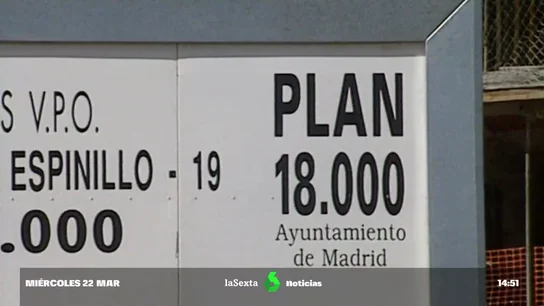 S V.P.O.
ESPINILLO - 19
.000
PLAN
18.000
Ayuntamiento
de Madrid
MIÉRCOLES 22 MAR
laSexta noticias
14:51